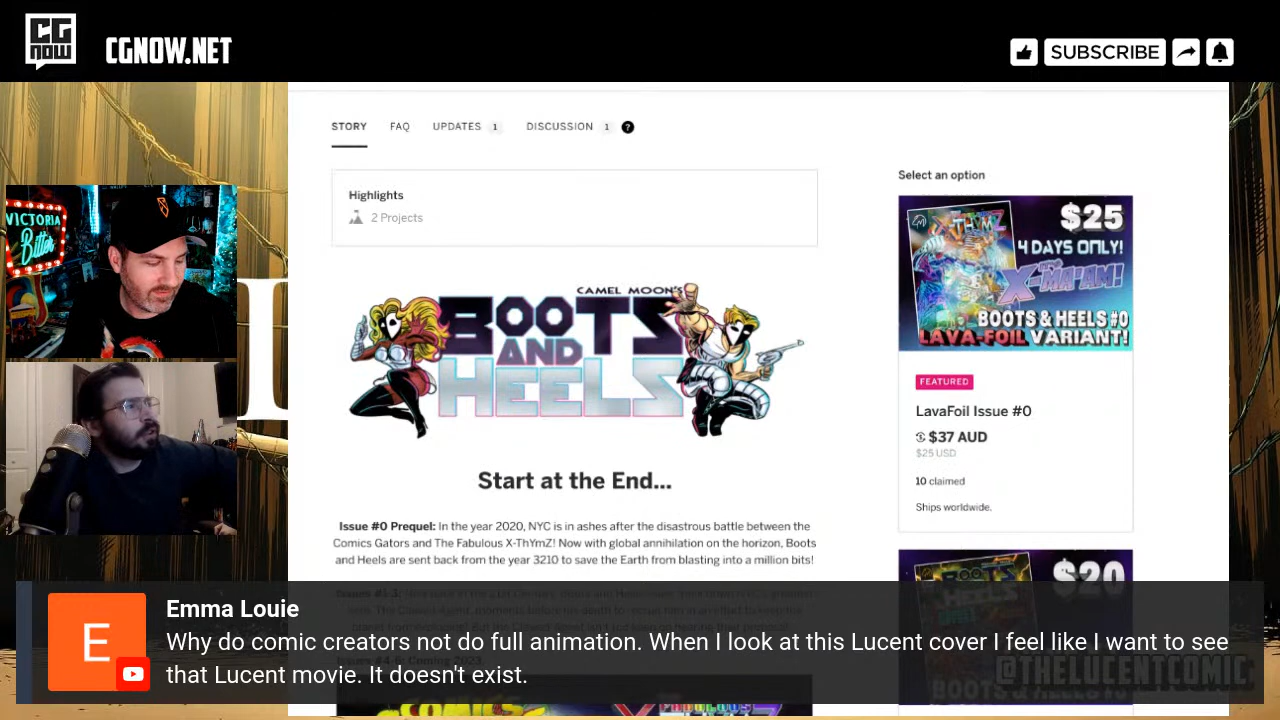 CG
NOW
CGNOW.NET
SUBSCRIBE
STORY
FAQ
UPDATES 1
DISCUSSION 1 ?
Highlights
2 Projects
CAMEL MOON'S
BOOTS
AND
HEELS
Start at the End...
Issue #0 Prequel: In the year 2020, NYC is in ashes after the disastrous battle between the
Comics Gators and The Fabulous X-ThYmZ! Now with global annihilation on the horizon, Boots
and Heels are sent back from the year 3210 to save the Earth from blasting into a million bits!
Select an option
X-THYMZ
$25
4 DAYS ONLY!
X-MA'AM!
BOOTS & HEELS #0
LAVA-FOIL VARIANT!
FEATURED
LavaFoil Issue #0
$37 AUD
$25 USD
10 claimed
Ships worldwide.
$20
VICTORIA
Bitter
E
Emma Louie
Why do comic creators not do full animation. When I look at this Lucent cover I feel like I want to see
that Lucent movie. It doesn't exist.
@THELUCENTCOMIC